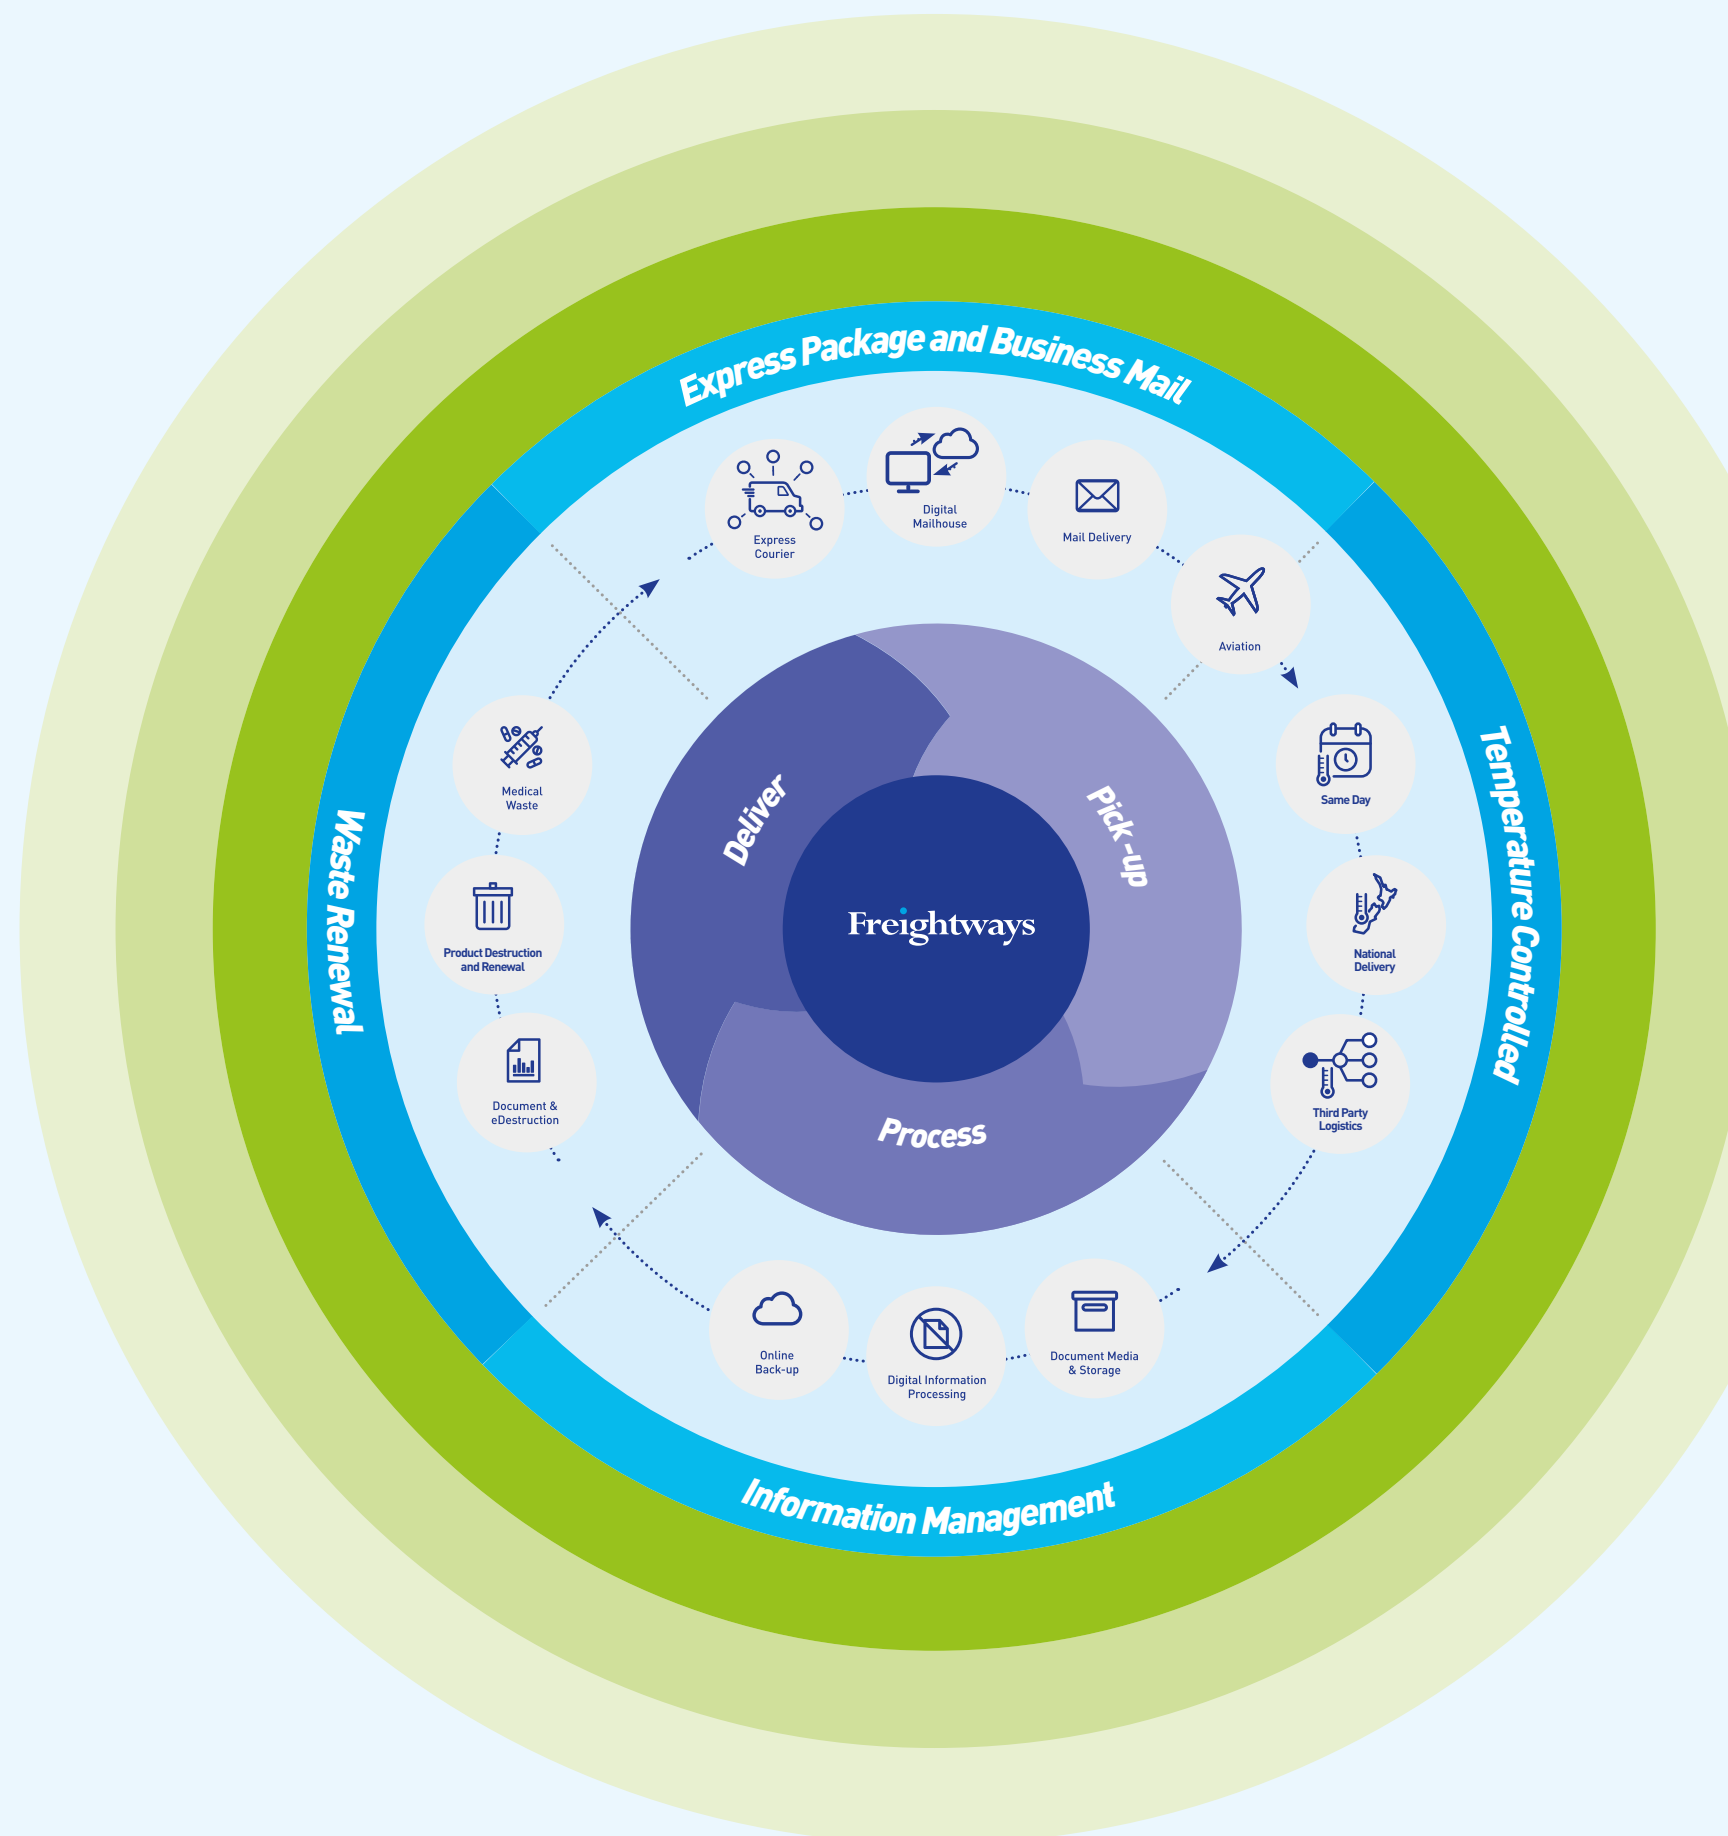 Express Package and Business Mail
Express
Courier
Digital
Mailhouse
Mail Delivery
Aviation
Temperature Controlled
Same Day
National
Delivery
Third Party
Logistics
Information Management
Document Media
& Storage
Digital Information
Processing
Online
Back-up
Waste Renewal
Document &
eDestruction
Product Destruction
and Renewal
Medical
Waste
Deliver
Pick-up
Process
Freightways